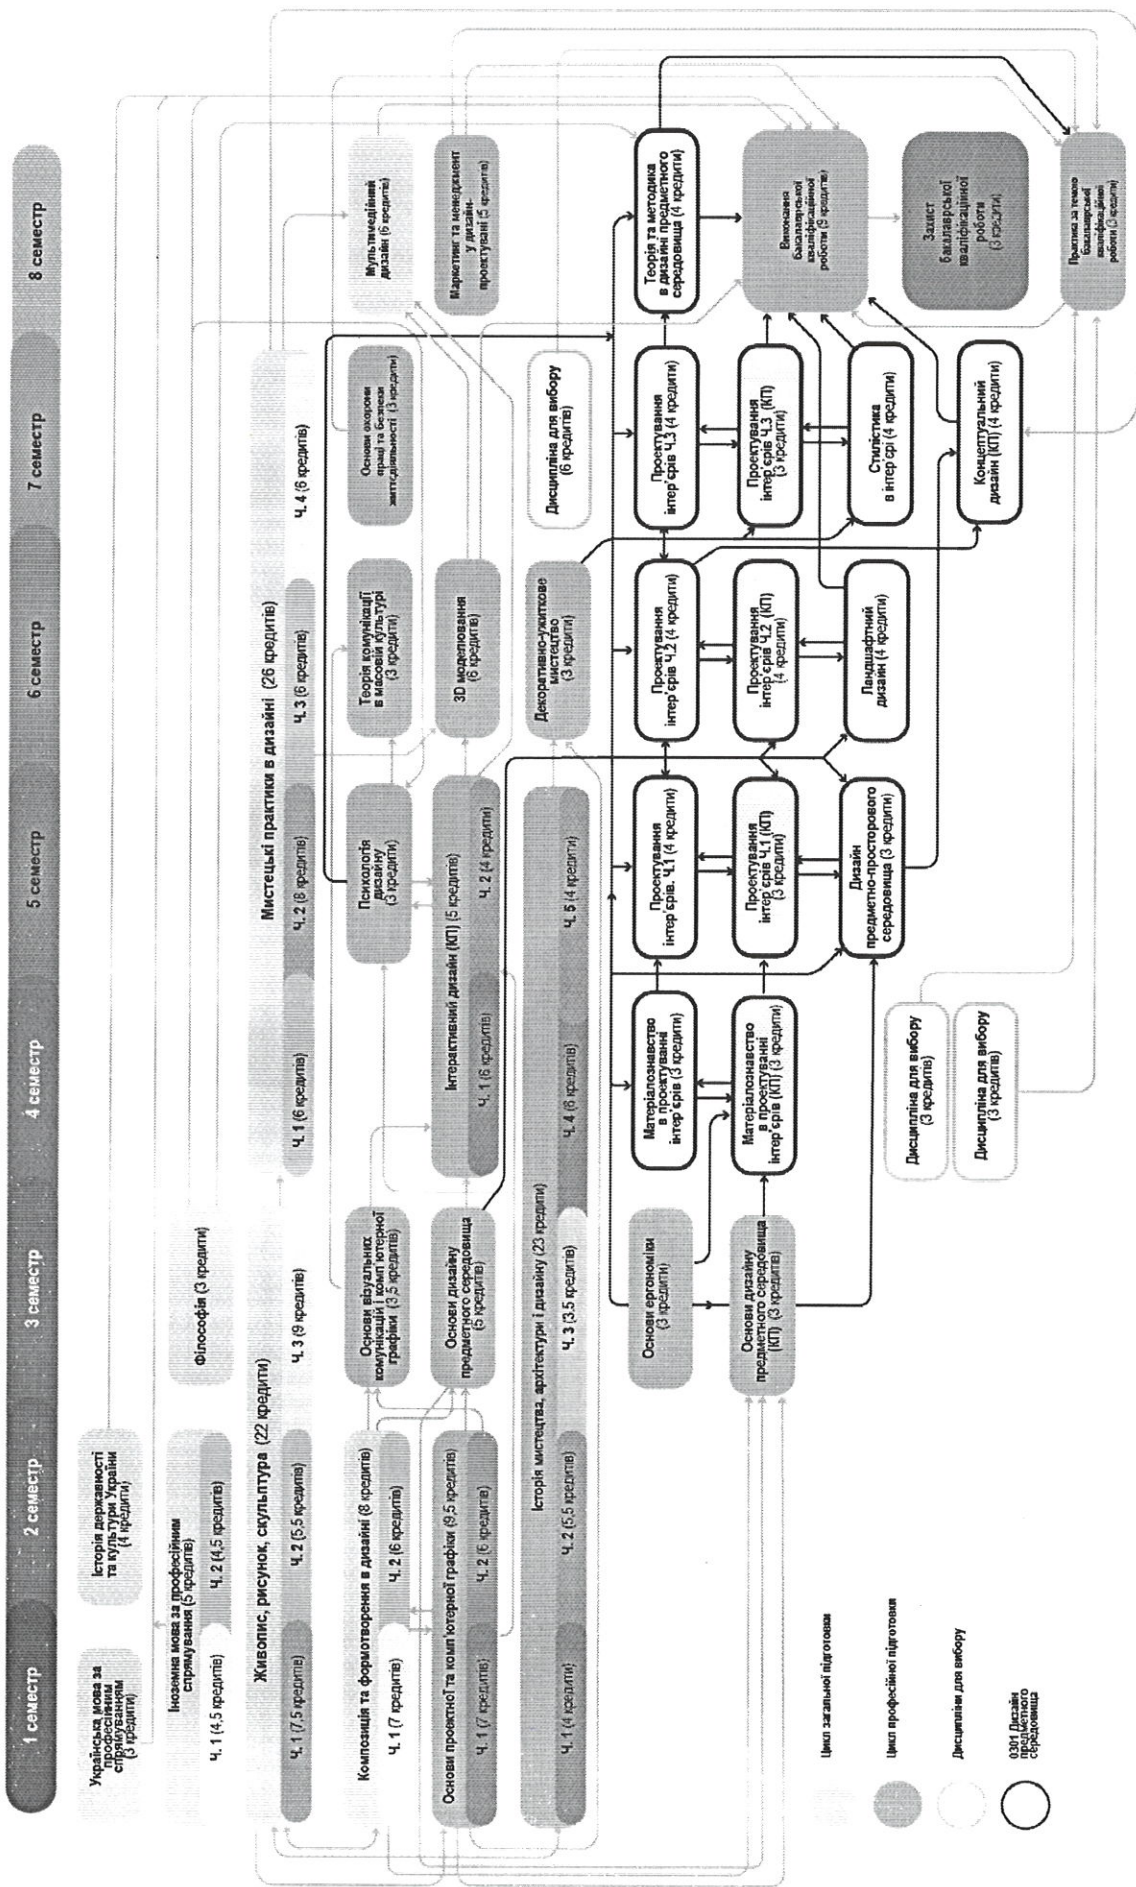 1 семестр
2 семестр
3 семестр
4 семестр
5 семестр
6 семестр
7 семестр
8 семестр
Українська мова за
професійним
спрямуванням
(3 кредити)
Історія державності
та культури України
(4 кредити)
Іноземна мова за професійним
спрямування (5 кредитів)
Ч. 1 (4,5 кредитів)
Ч. 2 (4,5 кредитів)
Філософія (3 кредити)
Живопис, рисунок, скульптура (22 кредити)
Ч. 1 (7,5 кредитів)
Ч. 2 (5,5 кредитів)
Ч. 3 (9 кредитів)
Мистецькі практики в дизайні (26 кредитів)
Ч. 1 (6 кредитів)
Ч. 2 (8 кредитів)
Ч. 3 (6 кредитів)
Ч. 4 (6 кредитів)
Композиція та формотворення в дизайні (8 кредитів)
Ч. 1 (7 кредитів)
Ч. 2 (6 кредитів)
Основи візуальних
комунікацій і комп'ютерної
графіки (3,5 кредитів)
Психологія
дизайну
(3 кредити)
Теорія комунікації
в масовій культурі
(3 кредити)
Основи охорони
праці та безпеки
життєдіяльності (3 кредити)
Мультимедійний
дизайн (6 кредитів)
Основи проектної та комп'ютерної графіки (9,5 кредитів)
Ч. 1 (7 кредитів)
Ч. 2 (6 кредитів)
Основи дизайну
предметного середовища
(5 кредитів)
Інтерактивний дизайн (КП) (5 кредитів)
Ч. 1 (6 кредитів)
Ч. 2 (4 кредити)
3D моделювання
(6 кредитів)
Маркетинг та менеджмент
у дизайн-
проектувані (5 кредитів)
Історія мистецтва, архітектури і дизайну (23 кредити)
Ч. 1 (4 кредити)
Ч. 2 (5,5 кредитів)
Ч. 3 (3,5 кредитів)
Ч. 4 (6 кредитів)
Ч. 5 (4 кредити)
Декоративно-ужиткове
мистецтво
(3 кредити)
Дисципліна для вибору
(6 кредитів)
Основи ергономіки
(3 кредити)
Матеріалознавство
в проектуванні
інтер'єрів (3 кредити)
Проектування
інтер'єрів. Ч.1 (4 кредити)
Проектування
інтер'єрів Ч.2 (4 кредити)
Проектування
інтер'єрів Ч.3 (4 кредити)
Теорія та методика
в дизайні предметного
середовища (4 кредити)
Основи дизайну
предметного середовища
(КП) (3 кредити)
Матеріалознавство
в проектуванні
інтер'єрів (КП) (3 кредити)
Проектування
інтер'єрів Ч.1 (КП)
(3 кредити)
Проектування
інтер'єрів Ч.2 (КП)
(4 кредити)
Проектування
інтер'єрів Ч.3 (КП)
(3 кредити)
Виконання
бакалаврської
кваліфікаційної
роботи (9 кредитів)
Дизайн
предметно-просторового
середовища (3 кредити)
Ландшафтний
дизайн (4 кредити)
Стилістика
в інтер'єрі (4 кредити)
Захист
бакалаврської
кваліфікаційної
роботи
(3 кредити)
Дисципліна для вибору
(3 кредитів)
Дисципліна для вибору
(3 кредитів)
Концептуальний
дизайн (КП) (4 кредити)
Практика за темою
бакалаврської
кваліфікаційної
роботи (3 кредити)
Цикл загальної підготовки
Цикл професійної підготовки
Дисципліни для вибору
0301 Дизайн
предметного
середовища